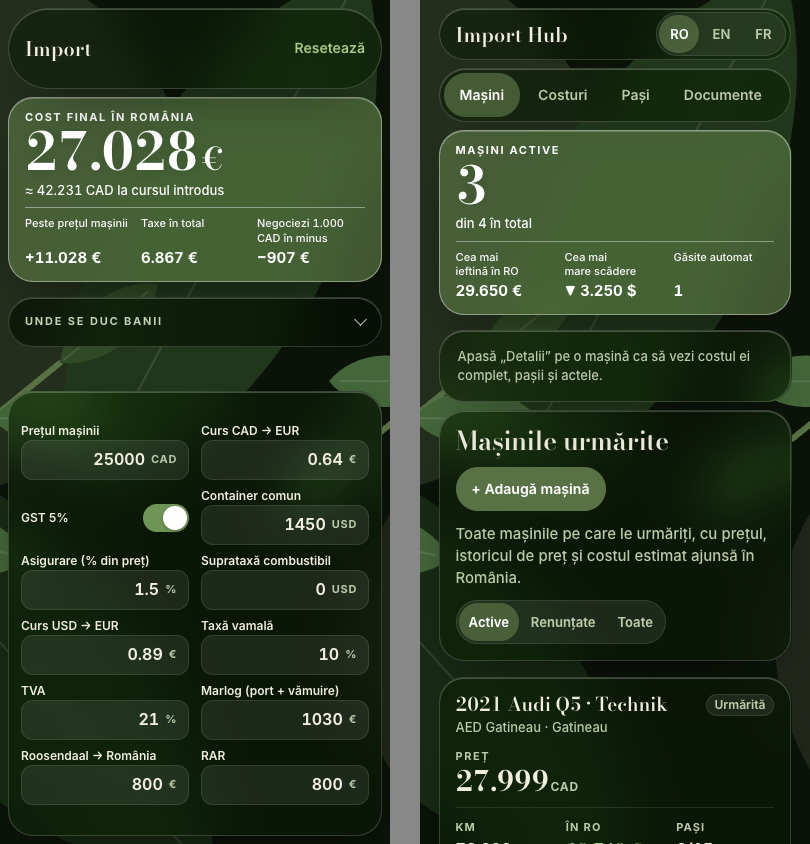 Import
Resetează
COST FINAL ÎN ROMÂNIA
27.028 €
≈ 42.231 CAD la cursul introdus
Peste prețul mașinii
+11.028 €
Taxe în total
6.867 €
Negociezi 1.000
CAD în minus
−907 €
UNDE SE DUC BANII
Prețul mașinii
25000 CAD
Curs CAD → EUR
0.64 €
GST 5%
Container comun
1450 USD
Asigurare (% din preț)
1.5 %
Suprataxă combustibil
0 USD
Curs USD → EUR
0.89 €
Taxă vamală
10 %
TVA
21 %
Marlog (port + vămuire)
1030 €
Roosendaal → România
800 €
RAR
800 €
Import Hub
RO EN FR
Mașini Costuri Pași Documente
MAȘINI ACTIVE
3
din 4 în total
Cea mai
ieftină în RO
29.650 €
Cea mai
mare scădere
▼ 3.250 $
Găsite automat
1
Apasă „Detalii” pe o mașină ca să vezi costul ei
complet, pașii și actele.
Mașinile urmărite
+ Adaugă mașină
Toate mașinile pe care le urmăriți, cu prețul,
istoricul de preț și costul estimat ajunsă în
România.
Active Renunțate Toate
2021 Audi Q5 · Technik
Urmărită
AED Gatineau · Gatineau
PREȚ
27.999 CAD
KM ÎN RO PAȘI